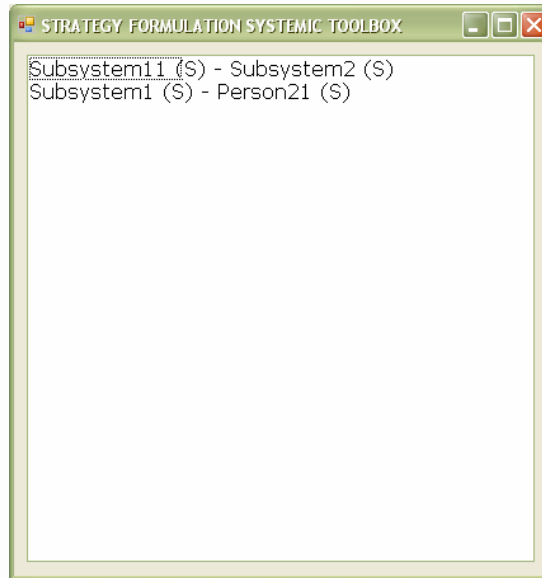 STRATEGY FORMULATION SYSTEMIC TOOLBOX
Subsystem11 (S) - Subsystem2 (S)
Subsystem1 (S) - Person21 (S)